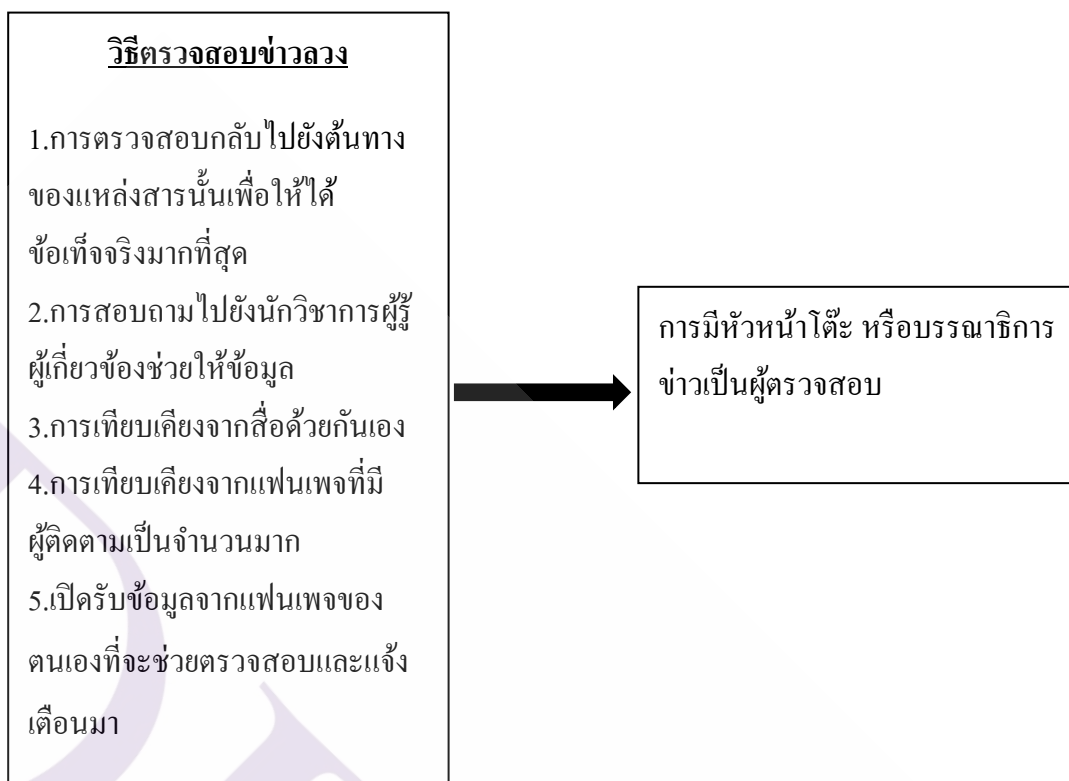 วิธีตรวจสอบข่าวลวง
1.การตรวจสอบกลับไปยังต้นทาง
ของแหล่งสารนั้นเพื่อให้ได้
ข้อเท็จจริงมากที่สุด
2.การสอบถามไปยังนักวิชาการผู้รู้
ผู้เกี่ยวข้องช่วยให้ข้อมูล
3.การเทียบเคียงจากสื่อด้วยกันเอง
4.การเทียบเคียงจากแฟนเพจที่มี
ผู้ติดตามเป็นจำนวนมาก
5.เปิดรับข้อมูลจากแฟนเพจของ
ตนเองที่จะช่วยตรวจสอบและแจ้ง
เตือนมา
การมีหัวหน้าโต๊ะ หรือบรรณาธิการ
ข่าวเป็นผู้ตรวจสอบ